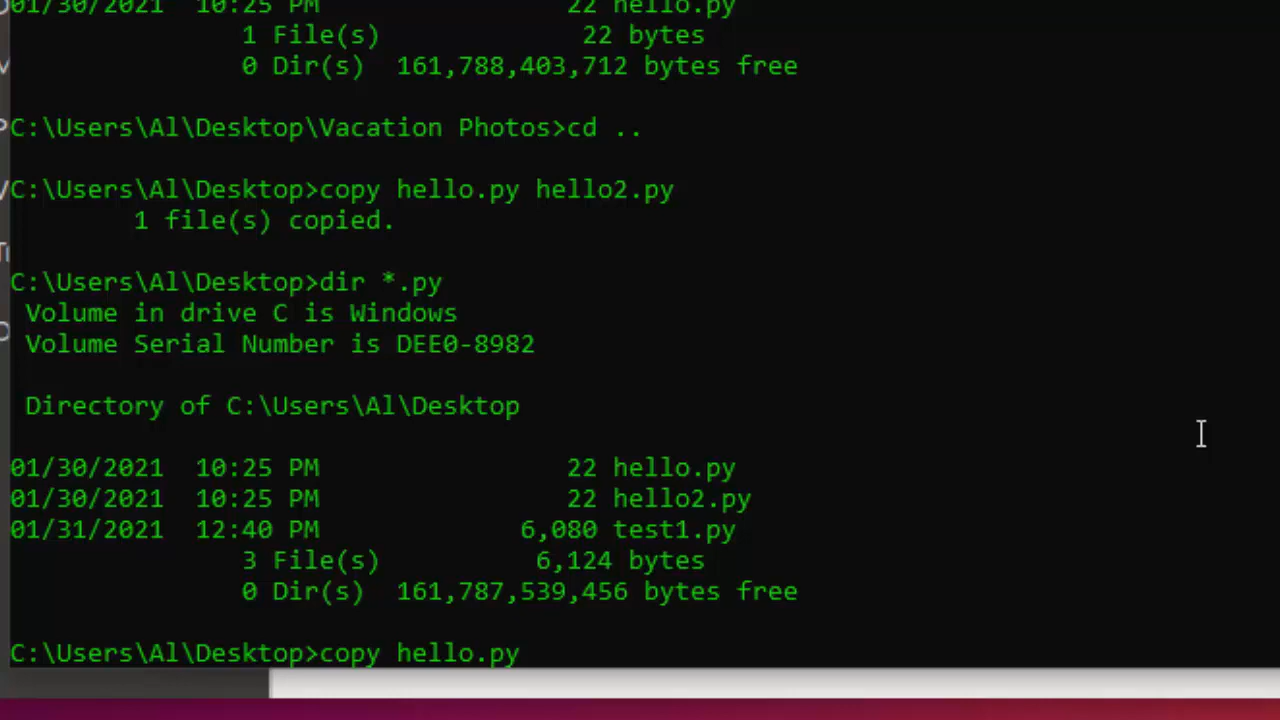 01/30/2021  10:25 PM                22 hello.py
               1 File(s)             22 bytes
               0 Dir(s)  161,788,403,712 bytes free
C:\Users\Al\Desktop\Vacation Photos>cd ..
C:\Users\Al\Desktop>copy hello.py hello2.py
        1 file(s) copied.
C:\Users\Al\Desktop>dir *.py
 Volume in drive C is Windows
 Volume Serial Number is DEE0-8982
 Directory of C:\Users\Al\Desktop
01/30/2021  10:25 PM                22 hello.py
01/30/2021  10:25 PM                22 hello2.py
01/31/2021  12:40 PM             6,080 test1.py
               3 File(s)          6,124 bytes
               0 Dir(s)  161,787,539,456 bytes free
C:\Users\Al\Desktop>copy hello.py